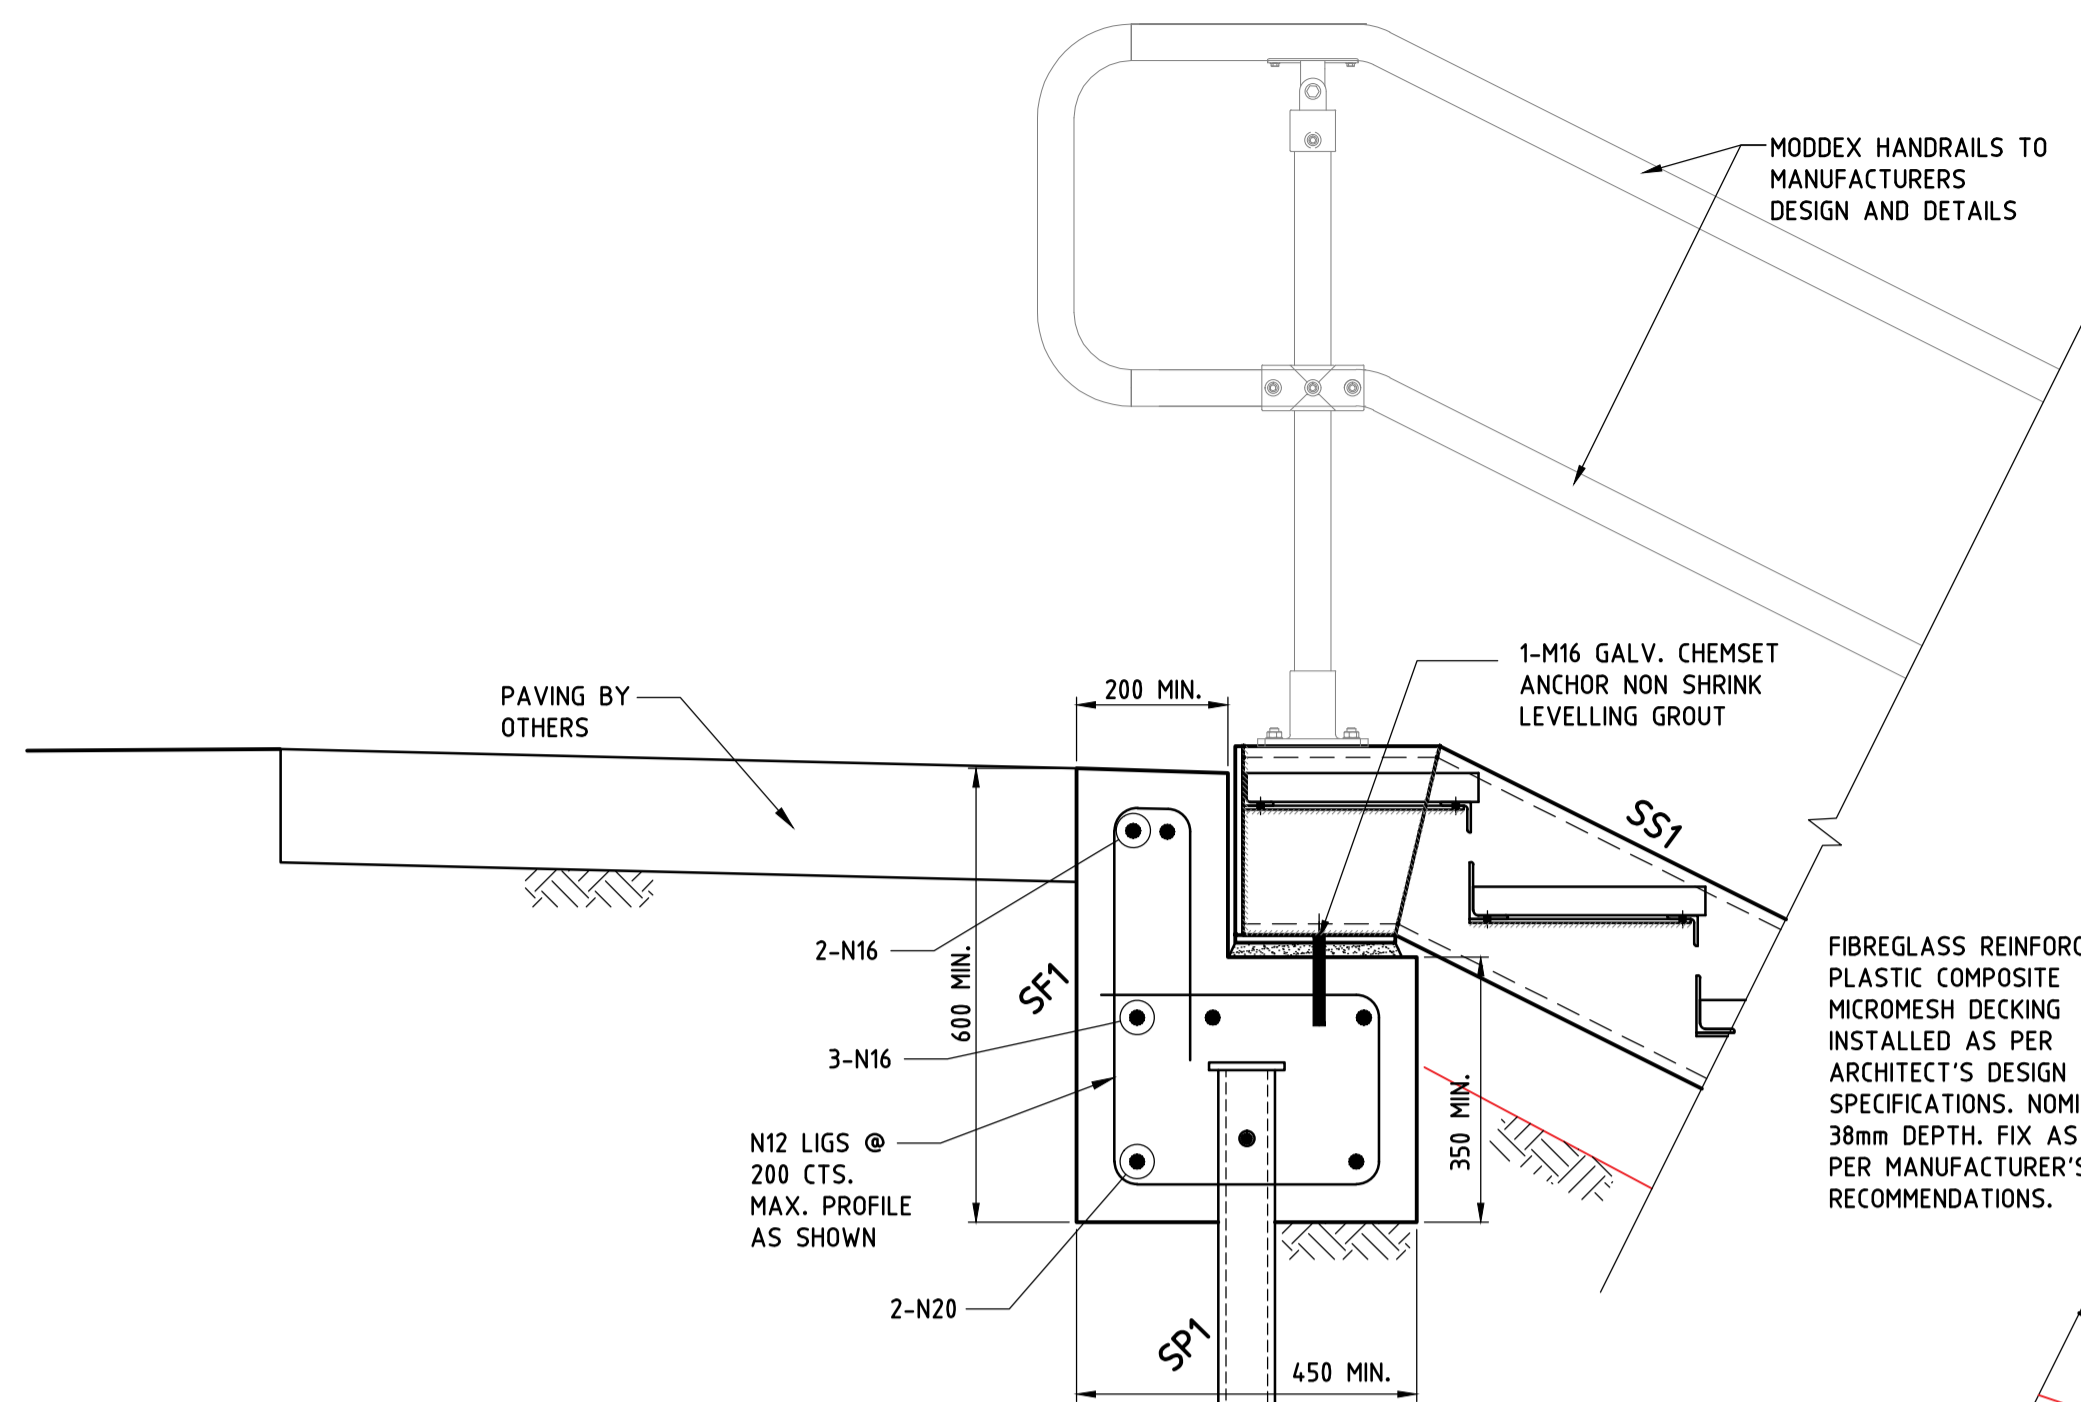 MODDEX HANDRAILS TO
MANUFACTURERS
DESIGN AND DETAILS
1-M16 GALV. CHEMSET
ANCHOR NON SHRINK
LEVELLING GROUT
200 MIN.
PAVING BY
OTHERS
SS1
2-N16
600 MIN.
SF1
3-N16
350 MIN.
N12 LIGS @
200 CTS.
MAX. PROFILE
AS SHOWN
2-N20
SP1
450 MIN.
FIBREGLASS
PLASTIC COMPOSITE
MICROMESH DECKING
INSTALLED AS PER
ARCHITECT'S DESIGN
SPECIFICATIONS.
38mm DEPTH. FIX AS
PER MANUFACTURER'S
RECOMMENDATIONS.